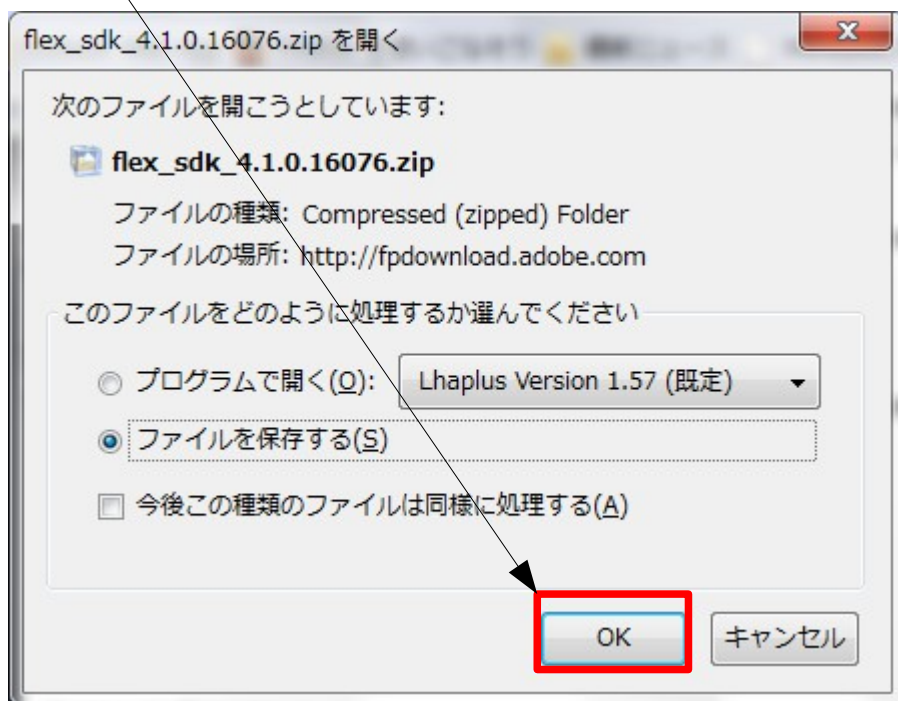 flex_sdk_4.1.0.16076.zip を開く
次のファイルを開こうとしています:
flex_sdk_4.1.0.16076.zip
ファイルの種類: Compressed (zipped) Folder
ファイルの場所: http://fpdownload.adobe.com
このファイルをどのように処理するか選んでください
プログラムで開く(O): Lhaplus Version 1.57 (既定)
ファイルを保存する(S)
今後この種類のファイルは同様に処理する(A)
OK キャンセル